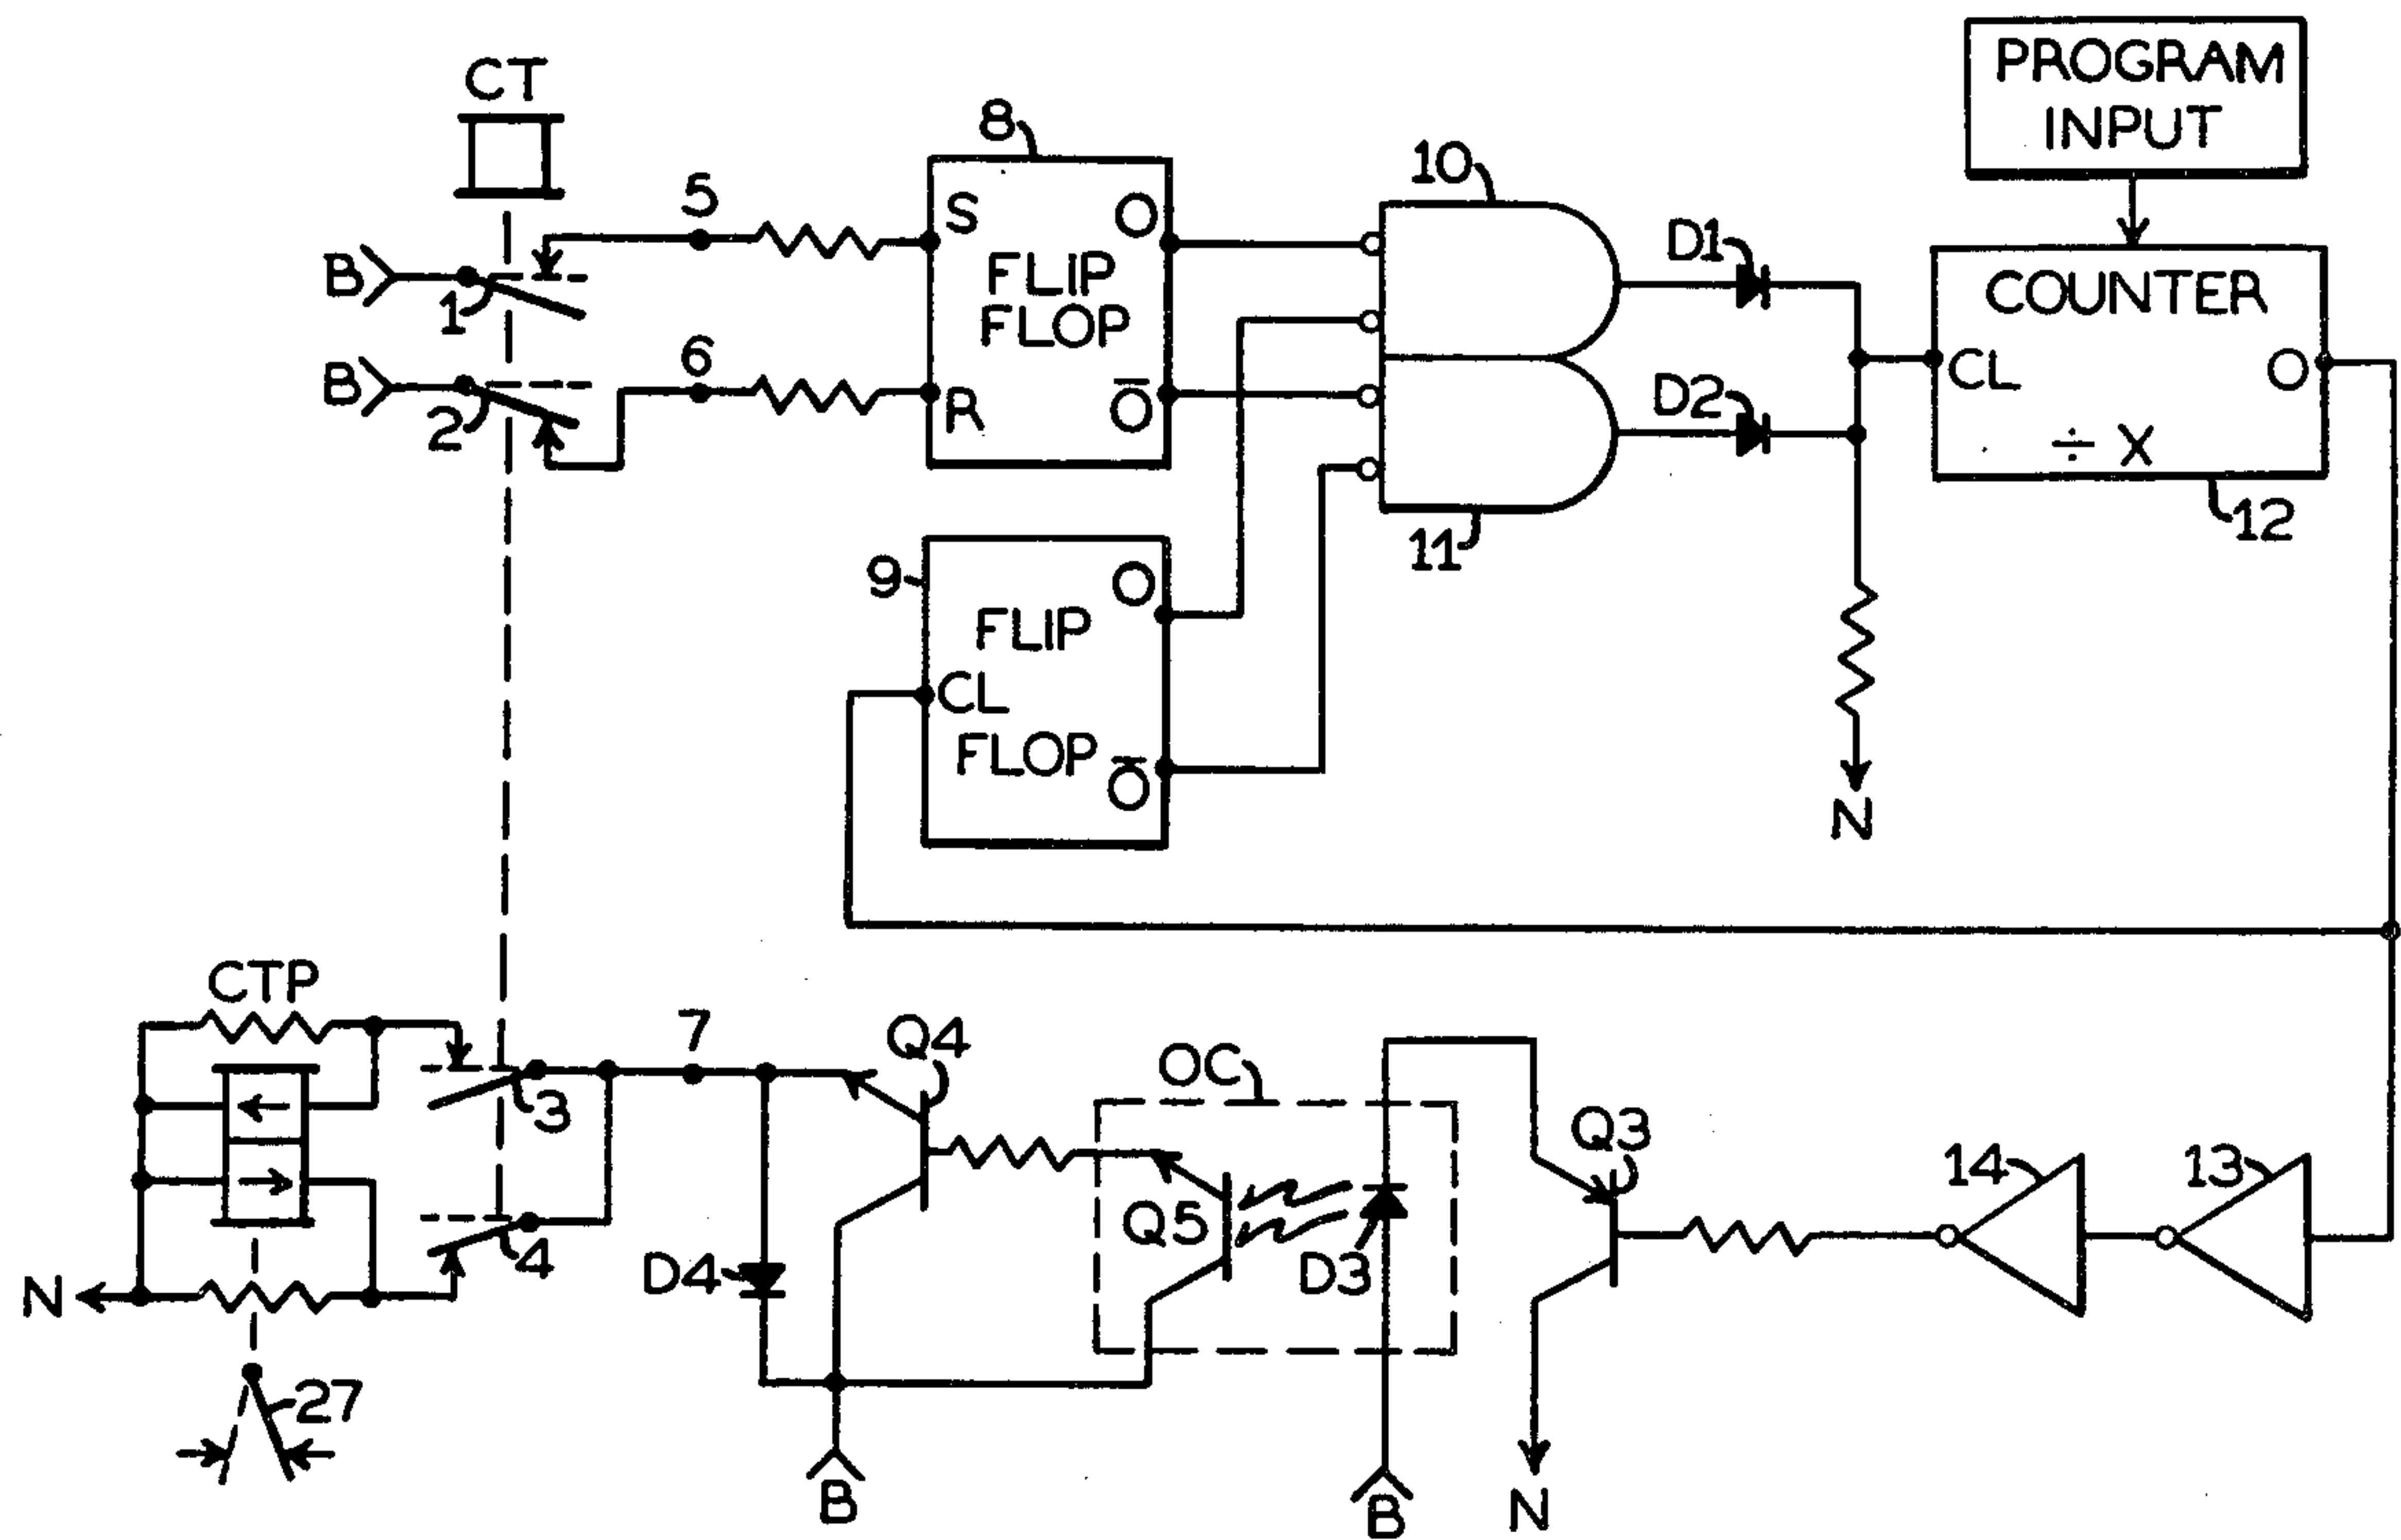 CT
PROGRAM
INPUT
8
10
5
S
O
B
1
FLIP
FLOP
D1
COUNTER
CL
O
÷ X
12
6
B
2
R
O̅
D2
11
9
O
FLIP
CL
FLOP
O̅
N
CTP
7
Q4
OC
3
Q3
4
Q5
D3
14
13
D4
N
27
B
B
N